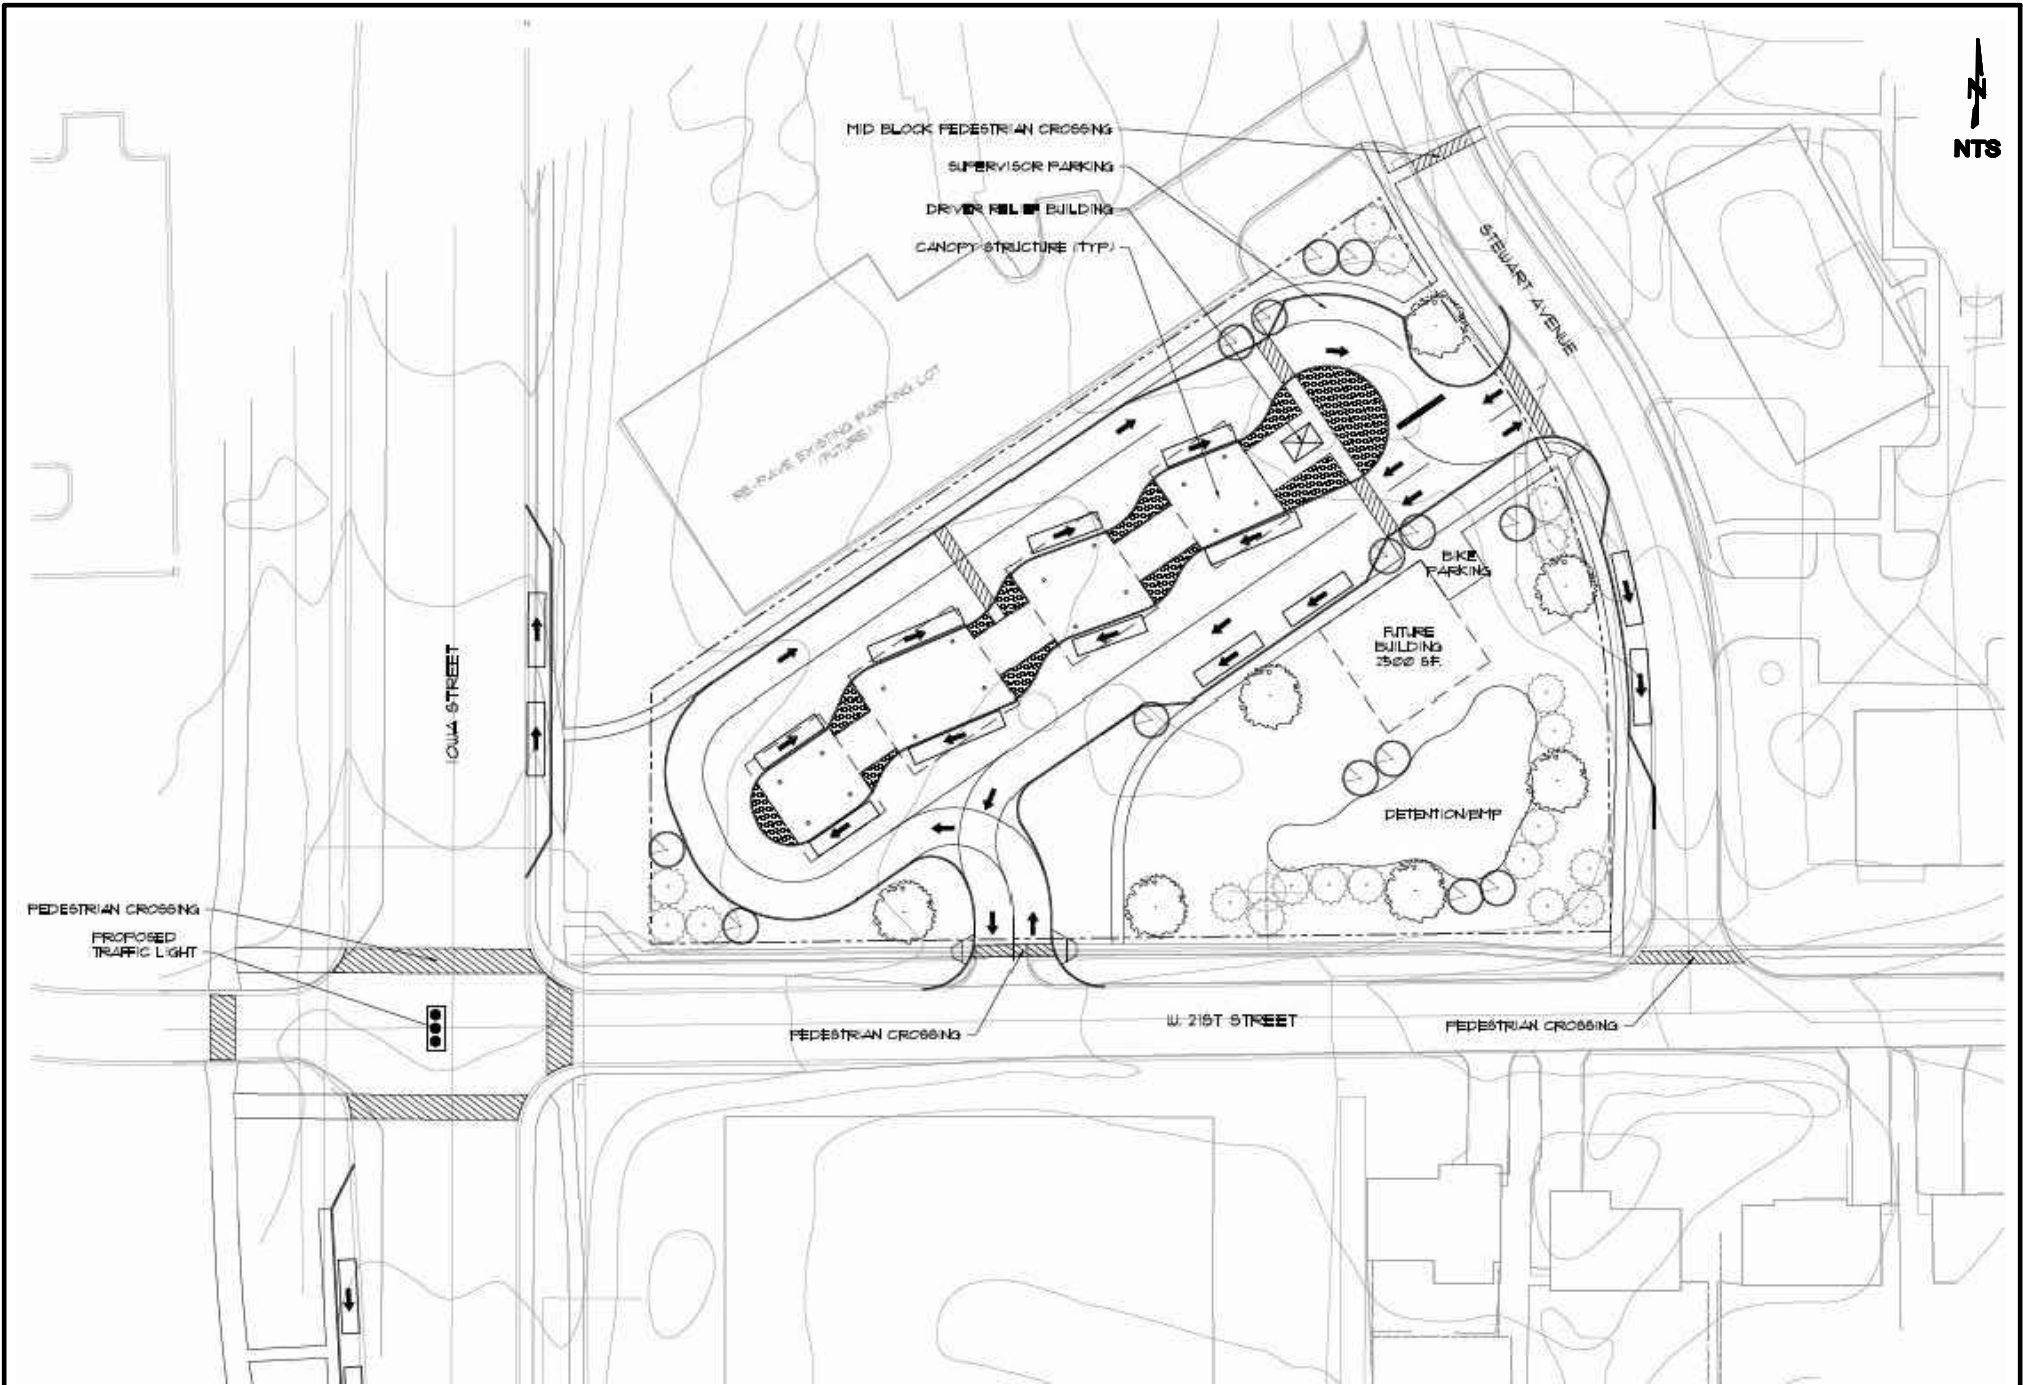 N
NTS
MID BLOCK PEDESTRIAN CROSSING
SUPERVISOR PARKING
DRIVER RELIEF BUILDING
CANOPY STRUCTURE (TYP.)
STEWART AVENUE
RE-PAVE EXISTING PARKING LOT
(FUTURE)
BIKE
PARKING
FUTURE
BUILDING
2500 SF.
IOWA STREET
DETENTION/BMP
PEDESTRIAN CROSSING
PROPOSED
TRAFFIC LIGHT
PEDESTRIAN CROSSING
W. 21ST STREET
PEDESTRIAN CROSSING